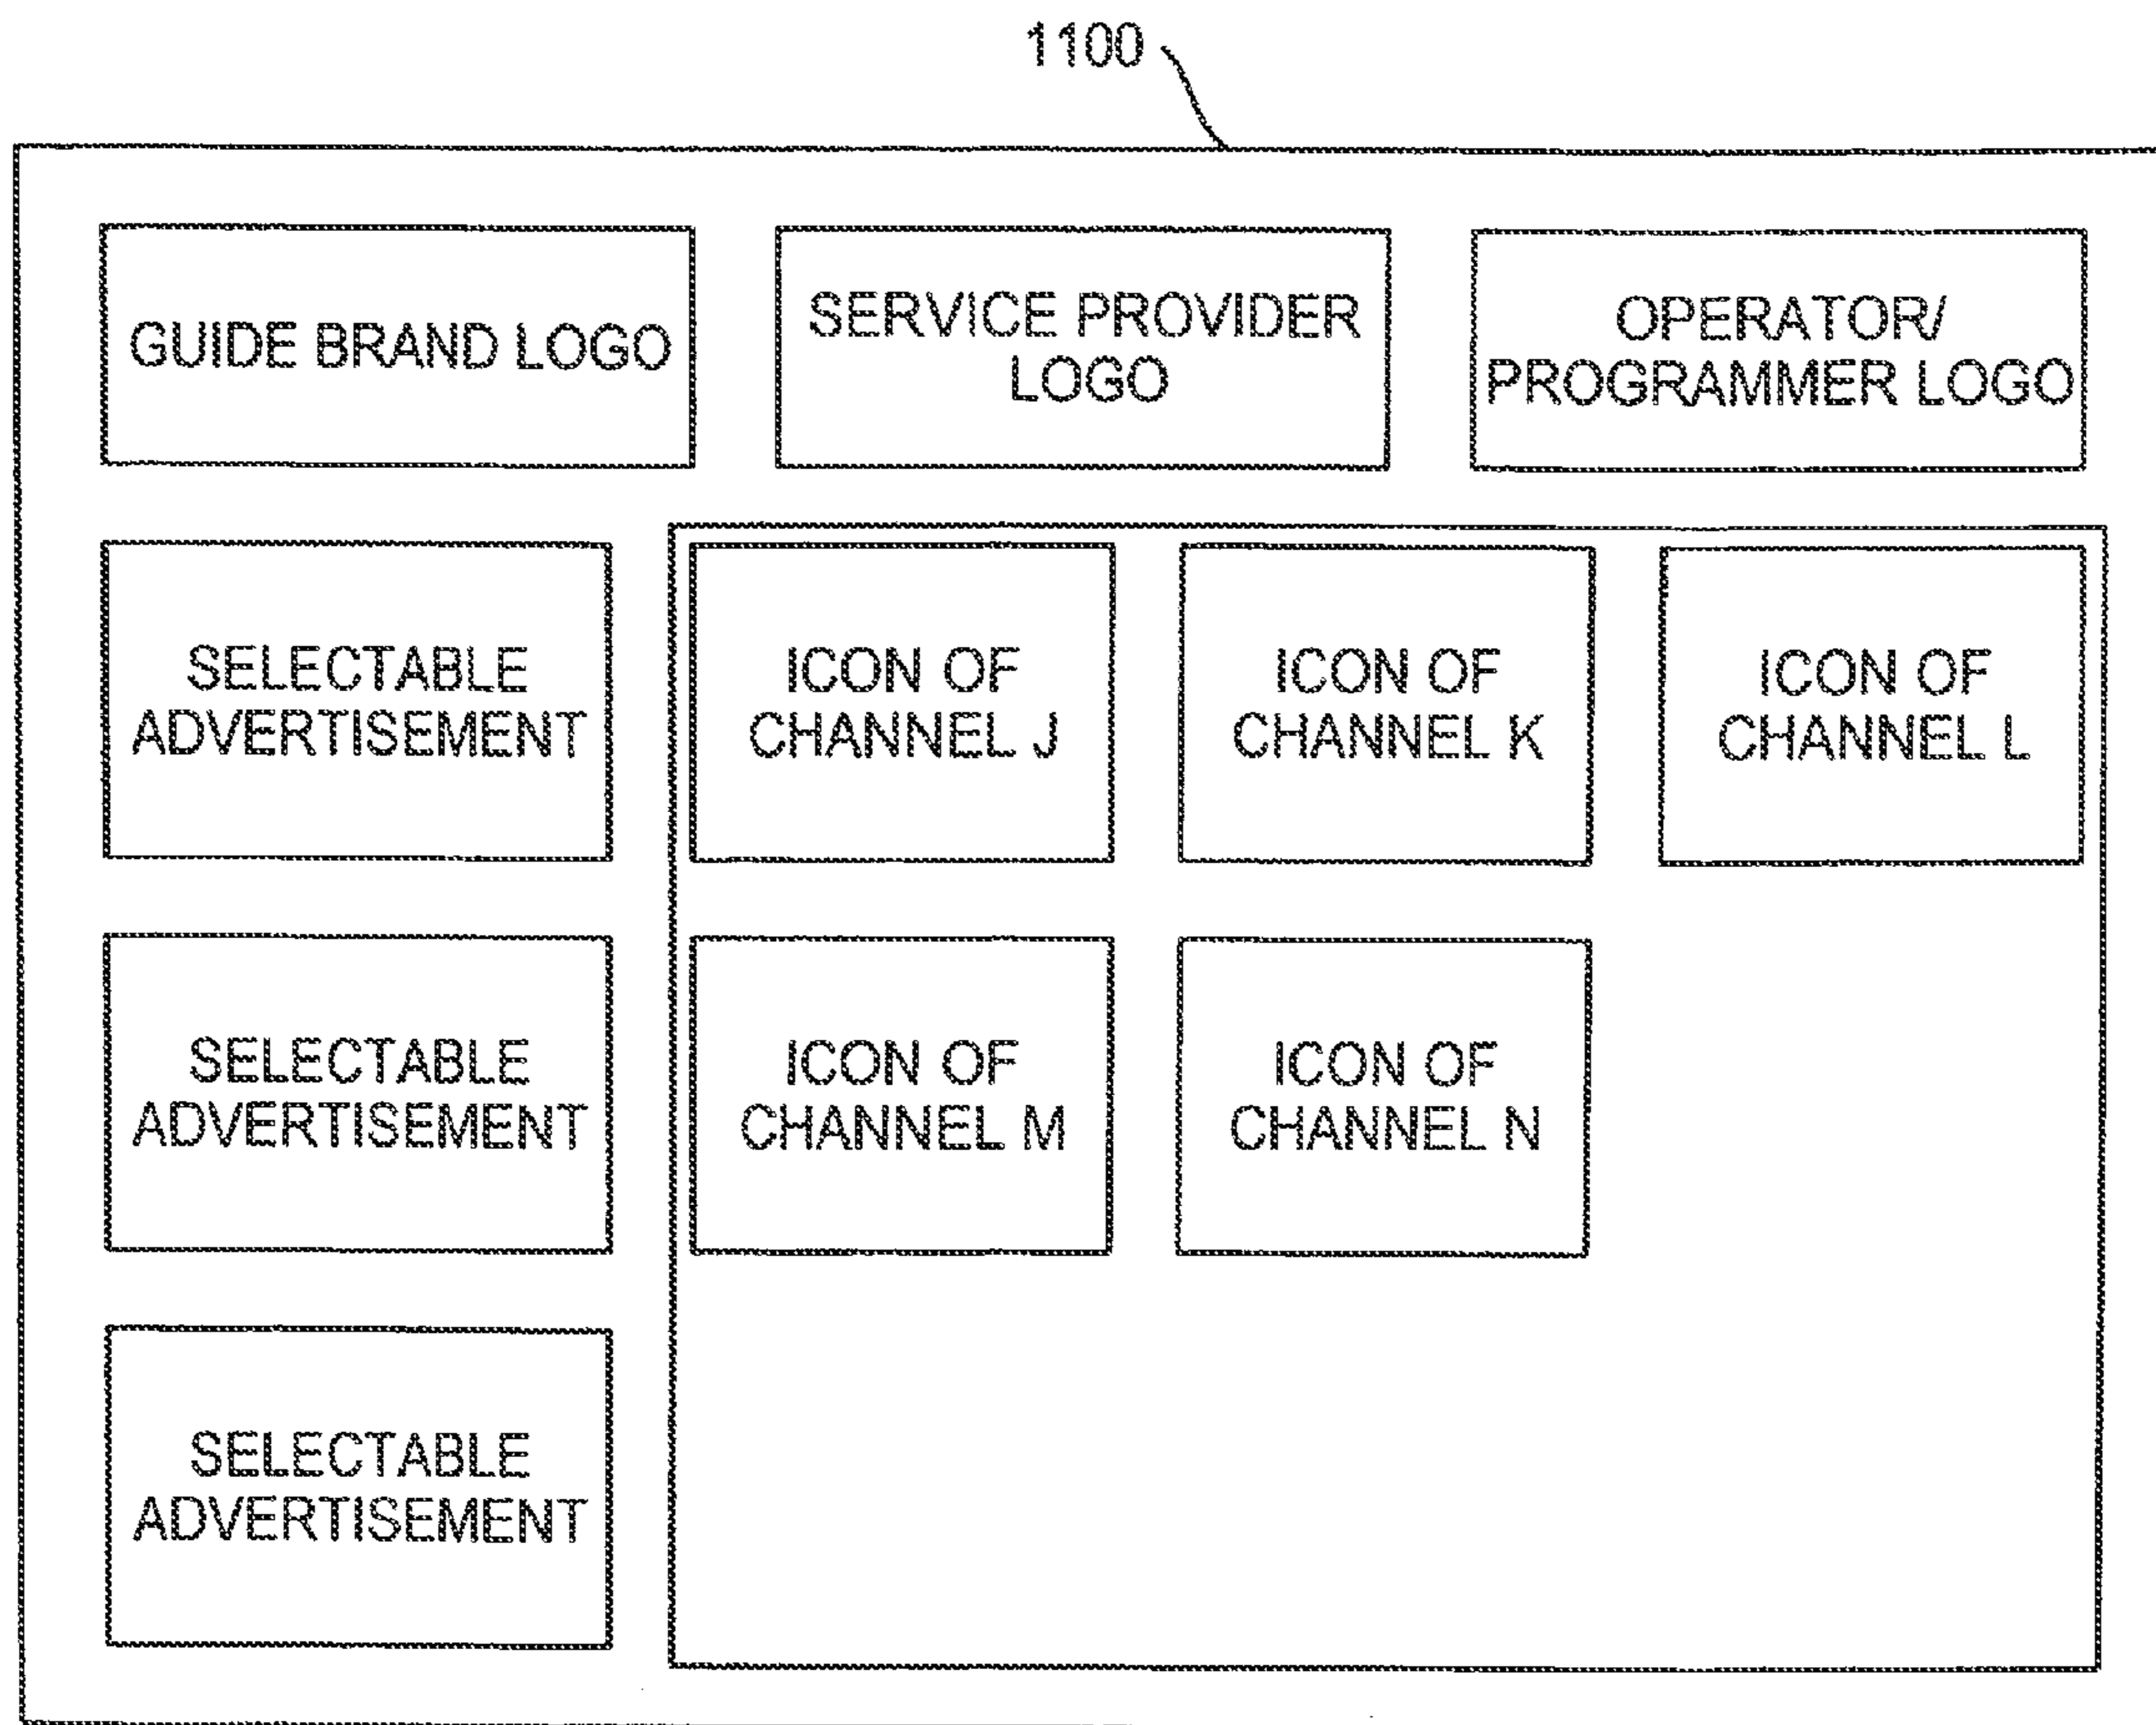 1100
GUIDE BRAND LOGO
SERVICE PROVIDER
LOGO
OPERATOR/
PROGRAMMER LOGO
SELECTABLE
ADVERTISEMENT
ICON OF
CHANNEL J
ICON OF
CHANNEL K
ICON OF
CHANNEL L
SELECTABLE
ADVERTISEMENT
ICON OF
CHANNEL M
ICON OF
CHANNEL N
SELECTABLE
ADVERTISEMENT